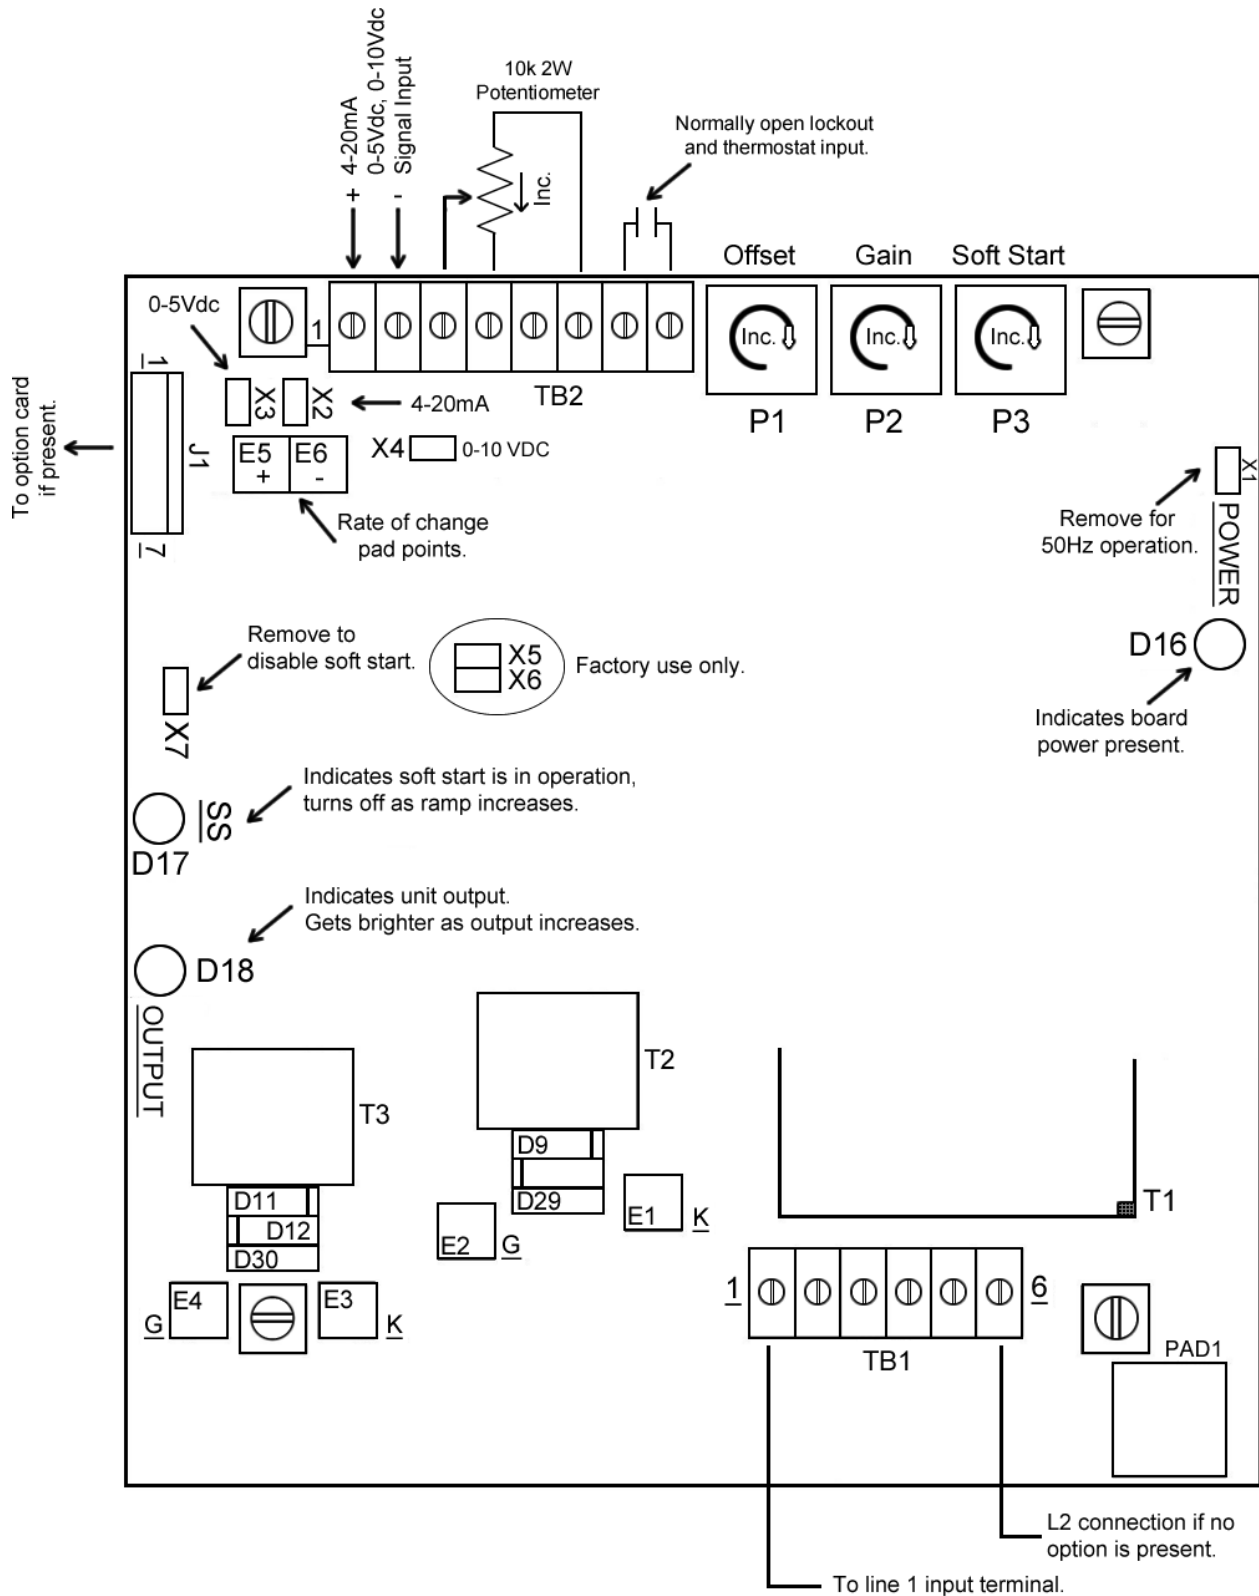 + 4-20mA
0-5Vdc, 0-10Vdc
- Signal Input
10k 2W
Potentiometer
Inc.
Normally open lockout
and thermostat input.
Offset
Gain
Soft Start
0-5Vdc
1
TB2
Inc.
Inc.
Inc.
P1
P2
P3
1
J1
7
To option card
if present.
X3
X2
4-20mA
E5
+
E6
-
X4
0-10 VDC
Rate of change
pad points.
X1
POWER
Remove for
50Hz operation.
D16
Indicates board
power present.
Remove to
disable soft start.
X7
X5
X6
Factory use only.
Indicates soft start is in operation,
turns off as ramp increases.
SS
D17
Indicates unit output.
Gets brighter as output increases.
D18
OUTPUT
T3
T2
D9
D29
D11
D12
D30
E1
K
E2
G
T1
E4
G
E3
K
1
6
TB1
PAD1
L2 connection if no
option is present.
To line 1 input terminal.